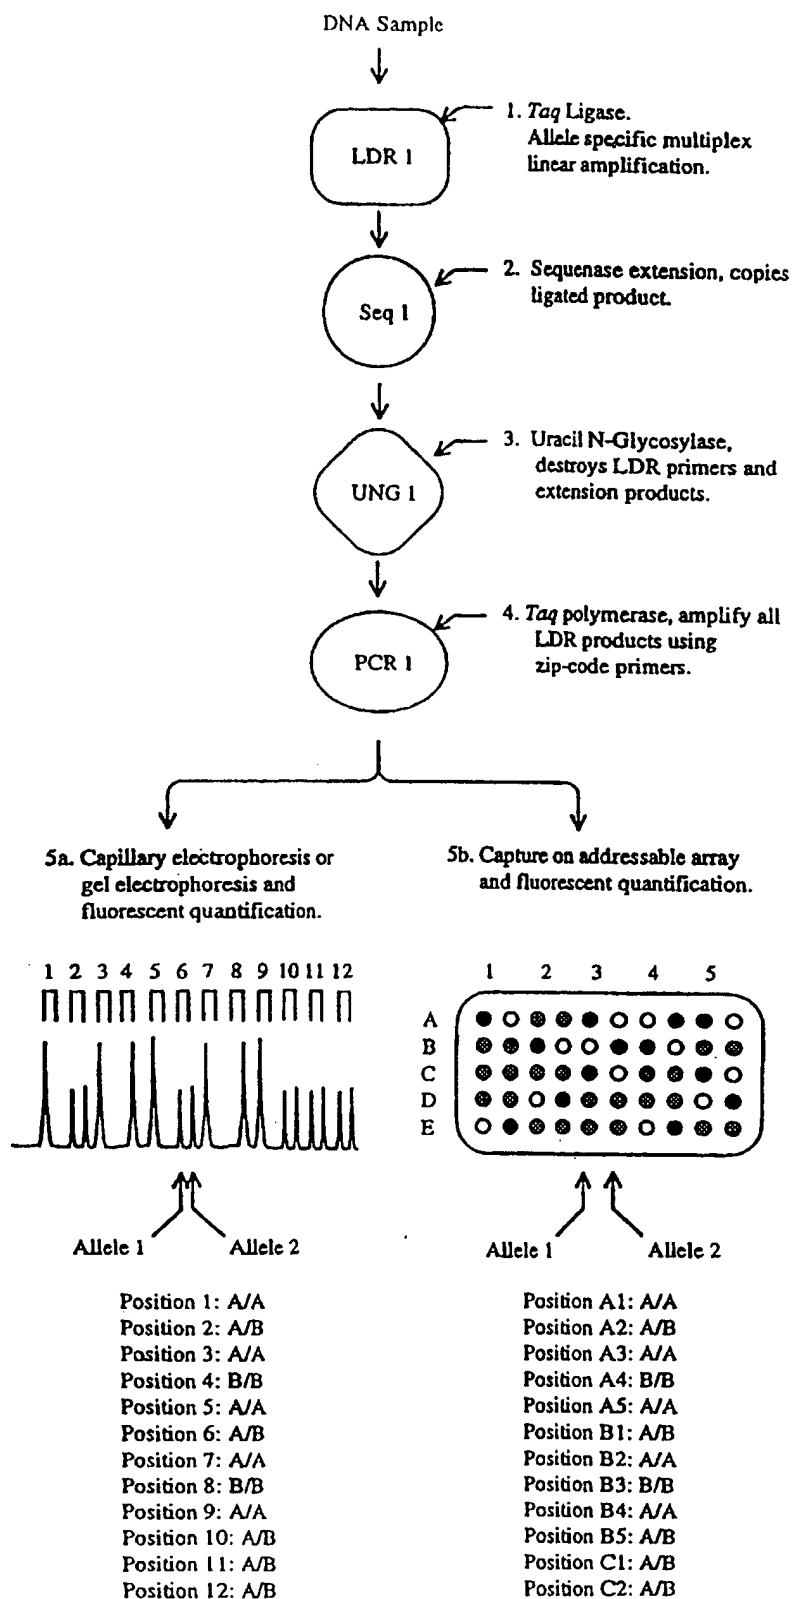 DNA Sample
LDR 1
1. Taq Ligase.
Allele specific multiplex
linear amplification.
Seq 1
2. Sequenase extension, copies
ligated product.
UNG 1
3. Uracil N-Glycosylase,
destroys LDR primers and
extension products.
PCR 1
4. Taq polymerase, amplify all
LDR products using
zip-code primers.
5a. Capillary electrophoresis or
gel electrophoresis and
fluorescent quantification.
1 2 3 4 5 6 7 8 9 10 11 12
Allele 1 Allele 2
Position 1: A/A
Position 2: A/B
Position 3: A/A
Position 4: B/B
Position 5: A/A
Position 6: A/B
Position 7: A/A
Position 8: B/B
Position 9: A/A
Position 10: A/B
Position 11: A/B
Position 12: A/B
5b. Capture on addressable array
and fluorescent quantification.
1 2 3 4 5
A
B
C
D
E
Allele 1 Allele 2
Position A1: A/A
Position A2: A/B
Position A3: A/A
Position A4: B/B
Position A5: A/A
Position B1: A/B
Position B2: A/A
Position B3: B/B
Position B4: A/A
Position B5: A/B
Position C1: A/B
Position C2: A/B